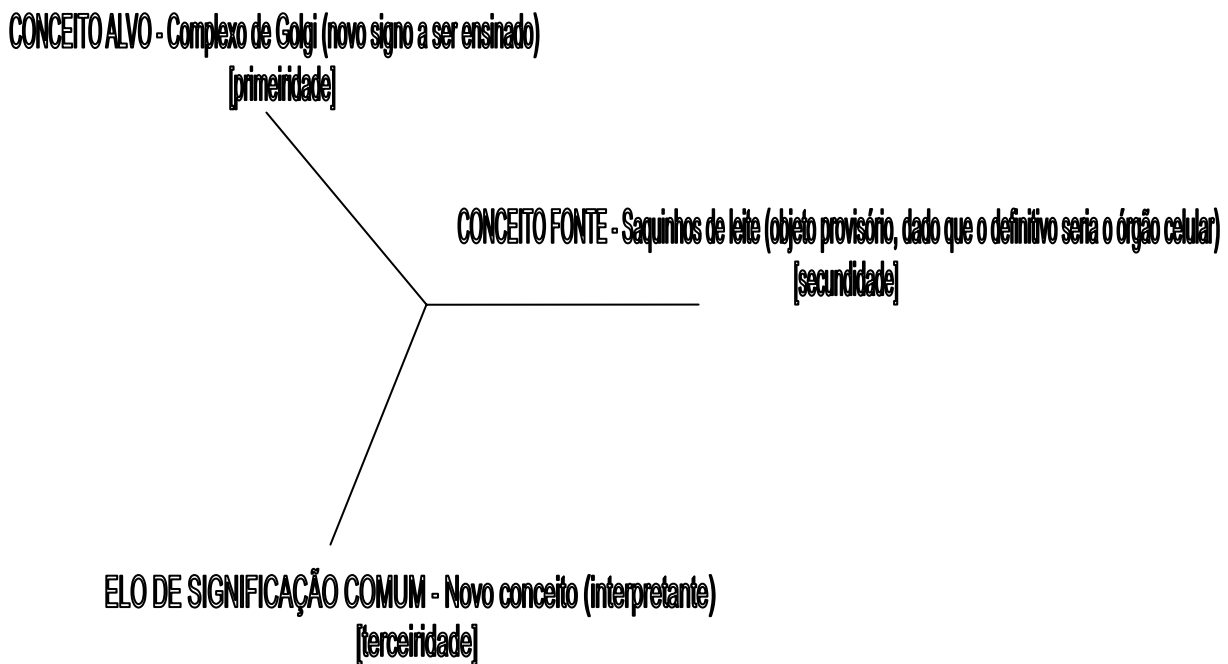 CONCEITO ALVO - Complexo de Golgi (novo signo a ser ensinado)
[primeiridade]
CONCEITO FONTE - Saquinhos de leite (objeto provisório, dado que o definitivo seria o órgão celular)
[secundidade]
ELO DE SIGNIFICAÇÃO COMUM - Novo conceito (interpretante)
[terceiridade]